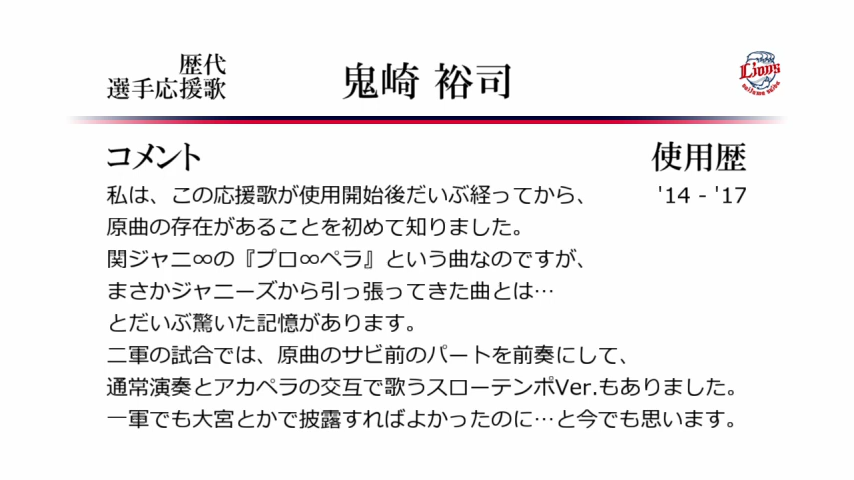 歴代
選手応援歌
鬼崎 裕司
Lions
コメント
使用歴
私は、この応援歌が使用開始後だいぶ経ってから、
'14 - '17
原曲の存在があることを初めて知りました。
関ジャニ∞の『プロ∞ペラ』という曲なのですが、
まさかジャニーズから引っ張ってきた曲とは…
とだいぶ驚いた記憶があります。
二軍の試合では、原曲のサビ前のパートを前奏にして、
通常演奏とアカペラの交互で歌うスローテンポVer.もありました。
一軍でも大宮とかで披露すればよかったのに…と今でも思います。